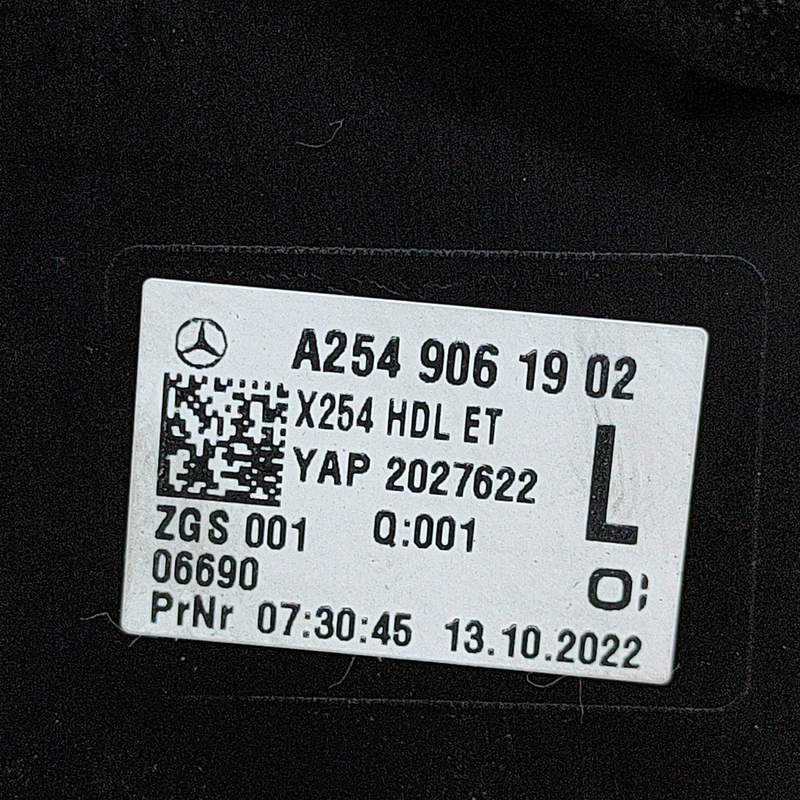 A254 906 19 02
X254 HDL ET
YAP 2027622
L
ZGS 001 Q:001
06690
O;
PrNr 07:30:45 13.10.2022